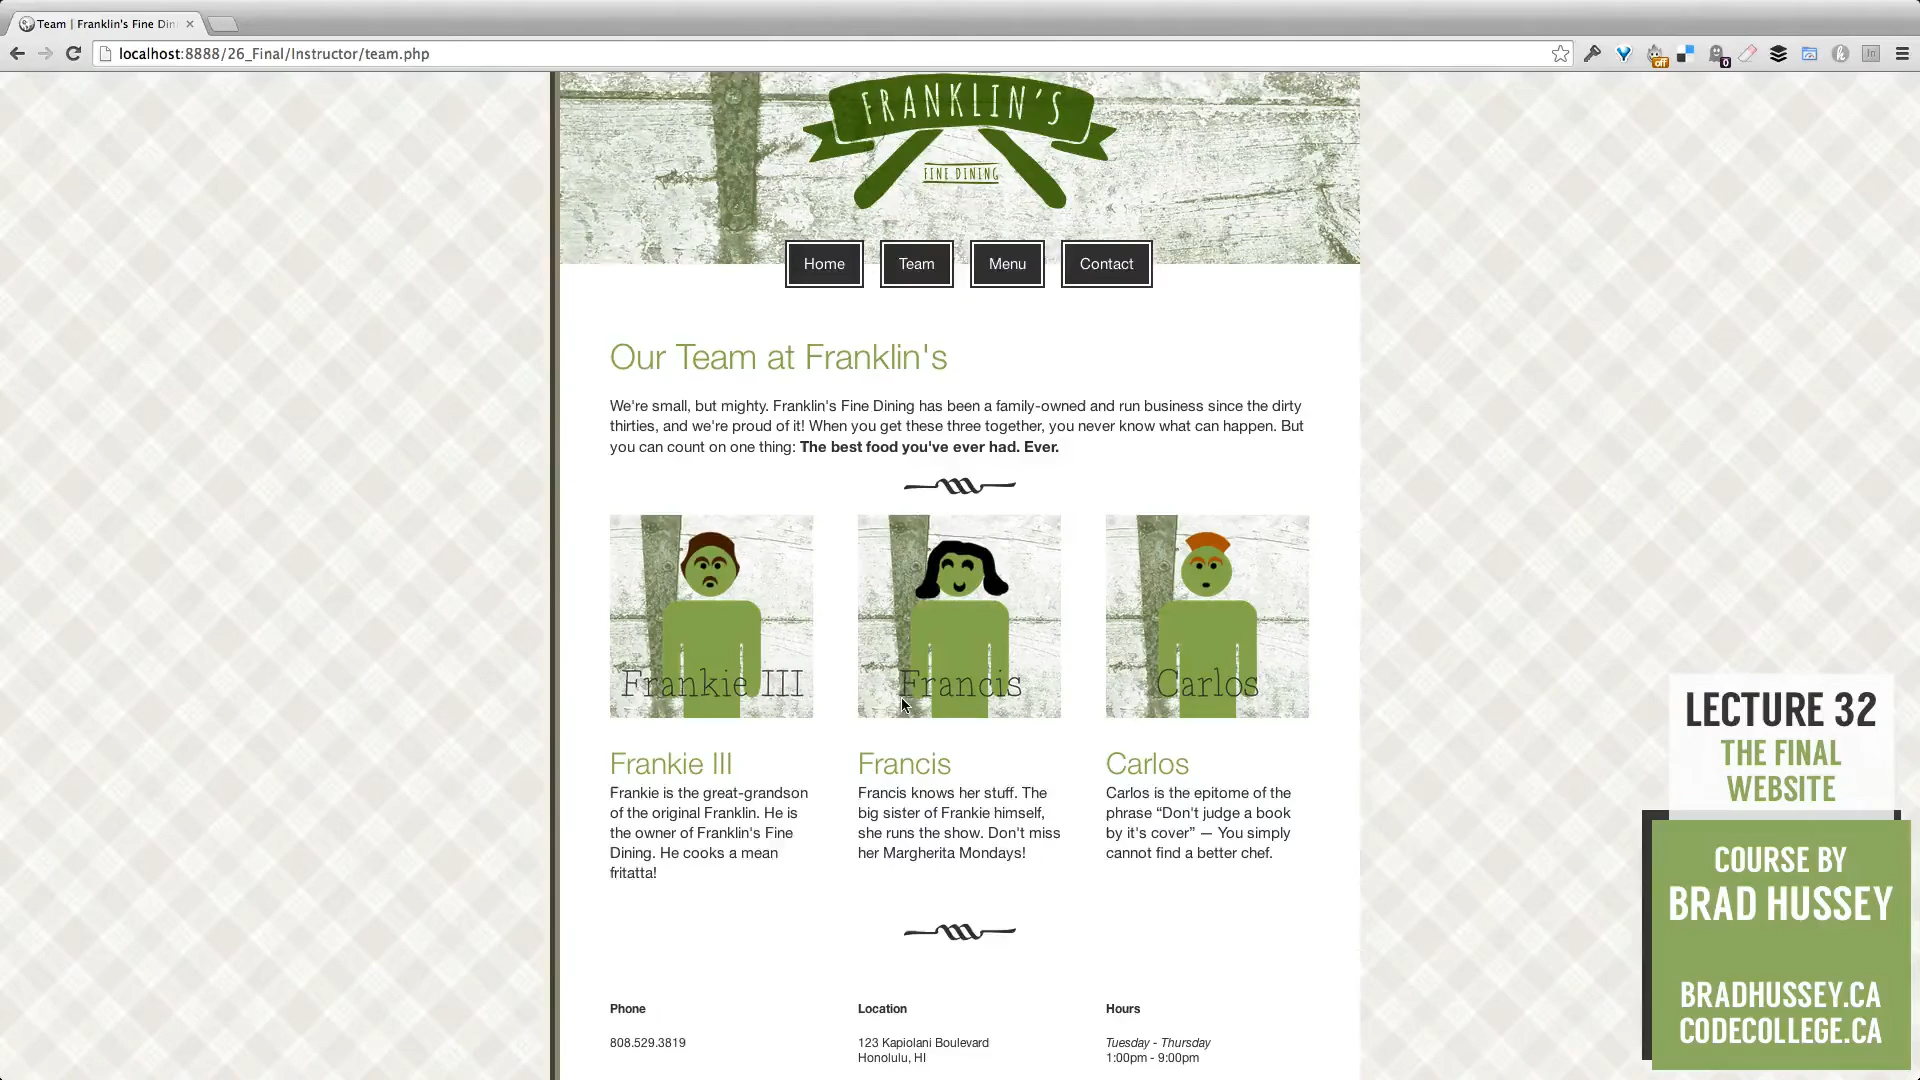 Team | Franklin's Fine Din
localhost:8888/26_Final/Instructor/team.php
off
0
In
FRANKLIN'S
FINE DINING
Home
Team
Menu
Contact
Our Team at Franklin's
We're small, but mighty. Franklin's Fine Dining has been a family-owned and run business since the dirty
thirties, and we're proud of it! When you get these three together, you never know what can happen. But
you can count on one thing: The best food you've ever had. Ever.
Frankie III
Francis
Carlos
Frankie III
Frankie is the great-grandson
of the original Franklin. He is
the owner of Franklin's Fine
Dining. He cooks a mean
fritatta!
Francis
Francis knows her stuff. The
big sister of Frankie himself,
she runs the show. Don't miss
her Margherita Mondays!
Carlos
Carlos is the epitome of the
phrase “Don't judge a book
by it's cover” — You simply
cannot find a better chef.
Phone
808.529.3819
Location
123 Kapiolani Boulevard
Honolulu, HI
Hours
Tuesday - Thursday
1:00pm - 9:00pm
LECTURE 32
THE FINAL
WEBSITE
COURSE BY
BRAD HUSSEY
BRADHUSSEY.CA
CODECOLLEGE.CA